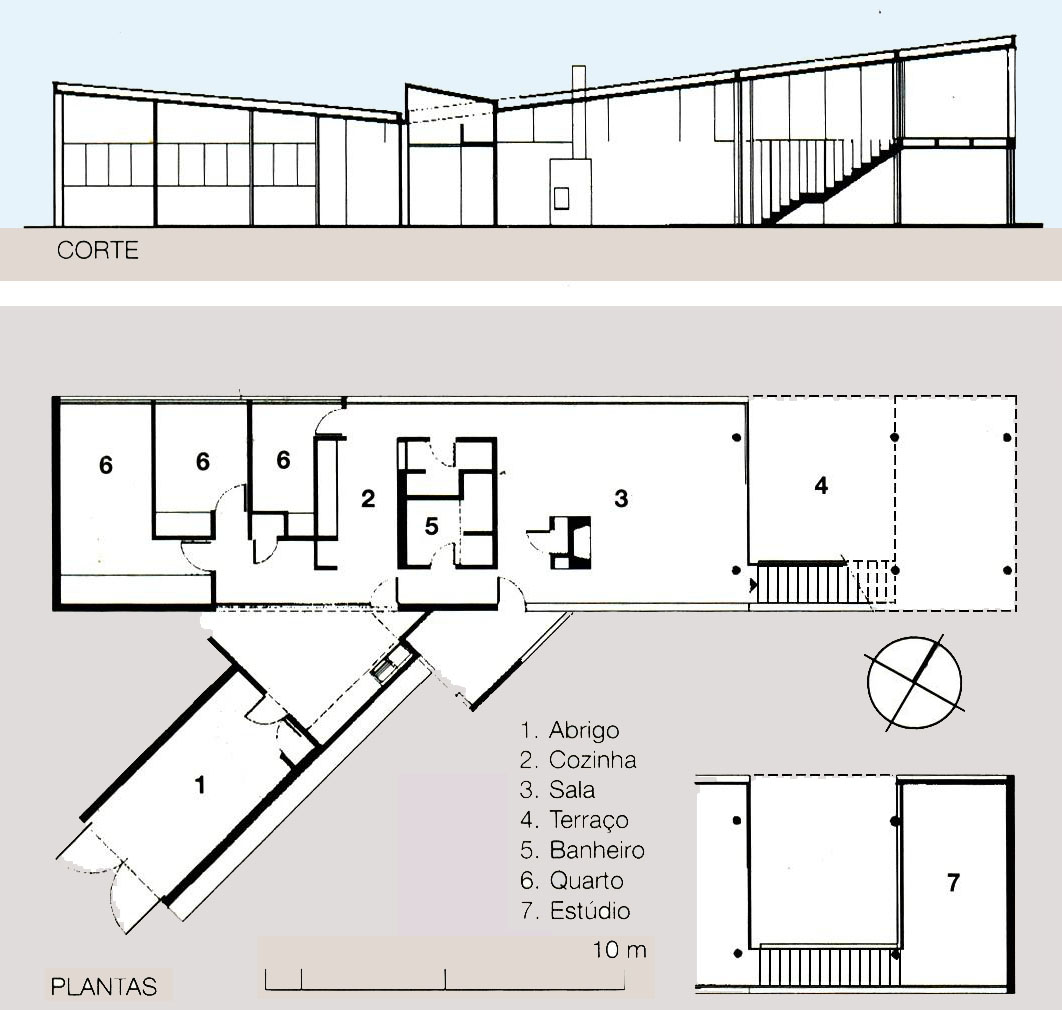 CORTE
6
6
6
2
5
3
4
1
1. Abrigo
2. Cozinha
3. Sala
4. Terraço
5. Banheiro
6. Quarto
7. Estúdio
7
10 m
PLANTAS